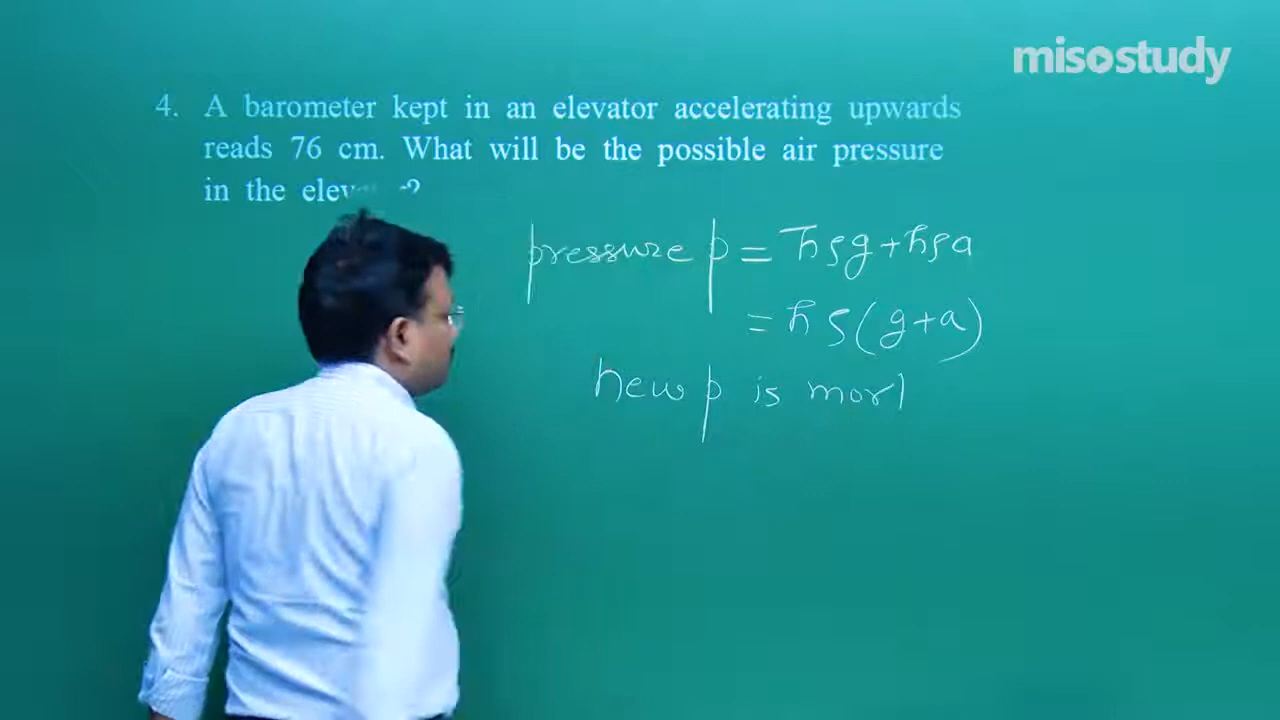 misostudy
4. A barometer kept in an elevator accelerating upwards
reads 76 cm. What will be the possible air pressure
in the
pressure p = hρg + hρa
= hρ(g+a)
new p is mor